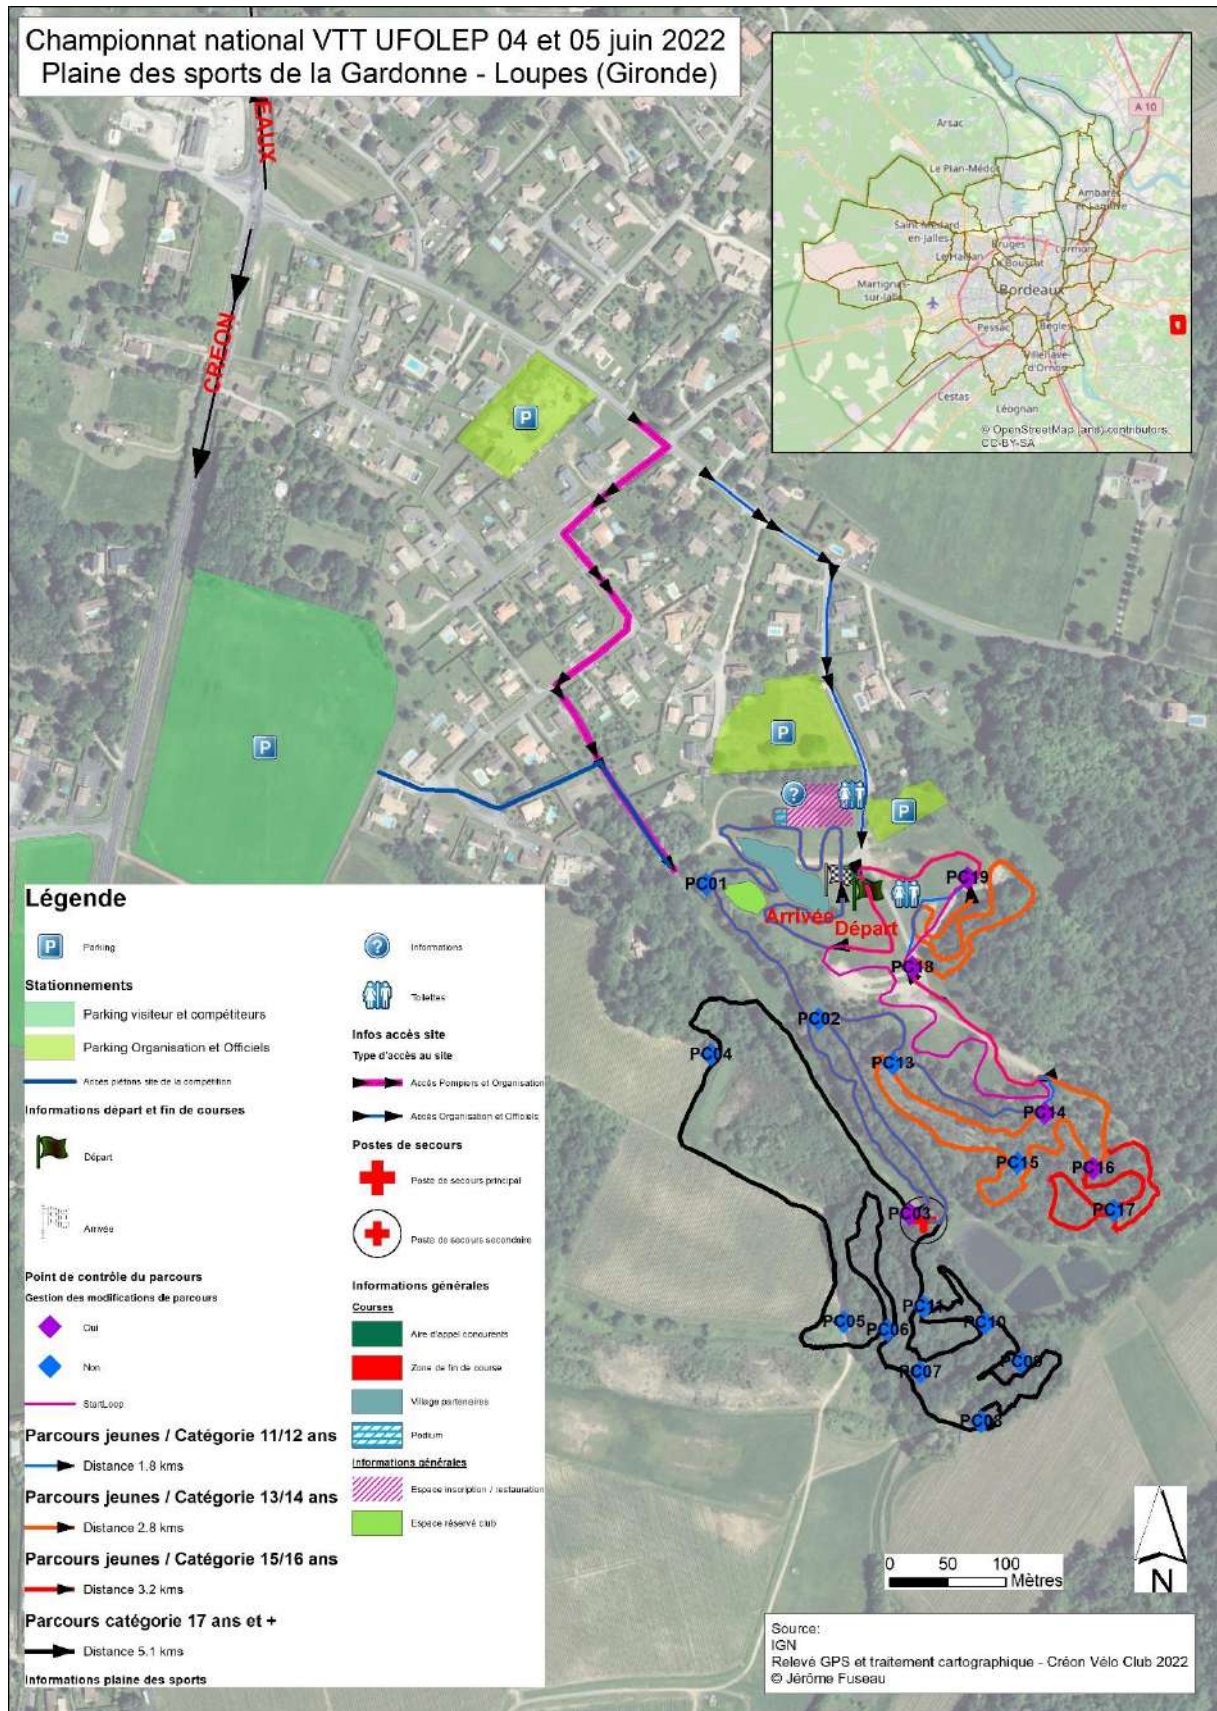 Championnat national VTT UFOLEP 04 et 05 juin 2022
Plaine des sports de la Gardonne - Loupes (Gironde)
EAUX
CREON
A 10
Arsac
Le Pian-Médoc
Saint-Médard-
en-Jalles
Bruges
Le Haillan
Le Bouscat
Martignas-
sur-Jalle
Bordeaux
Pessac
Bègles
Villenave-
d'Ornon
Cestas
Léognan
© OpenStreetMap (and) contributors,
CC-BY-SA
P
P
P
P
?
PC01
Arrivée
Départ
PC19
PC18
PC02
PC04
PC13
PC14
PC15
PC16
PC17
PC03
PC11
PC05
PC06
PC10
PC07
PC09
PC08
Légende
P Parking
Stationnements
Parking visiteur et compétiteurs
Parking Organisation et Officiels
Accès piétons site de la compétition
Informations départ et fin de courses
Départ
Arrivée
Point de contrôle du parcours
Gestion des modifications de parcours
Oui
Non
StartLoop
Parcours jeunes / Catégorie 11/12 ans
Distance 1.8 kms
Parcours jeunes / Catégorie 13/14 ans
Distance 2.8 kms
Parcours jeunes / Catégorie 15/16 ans
Distance 3.2 kms
Parcours catégorie 17 ans et +
Distance 5.1 kms
Informations plaine des sports
? Informations
Toilettes
Infos accès site
Type d'accès au site
Accès Pompiers et Organisation
Accès Organisation et Officiels
Postes de secours
Poste de secours principal
Poste de secours secondaire
Informations générales
Courses
Aire d'appel concurents
Zone de fin de course
Village partenaires
Podium
Informations générales
Espace inscription / restauration
Espace réservé club
0 50 100
Mètres
N
Source:
IGN
Relevé GPS et traitement cartographique - Créon Vélo Club 2022
© Jérôme Fuseau